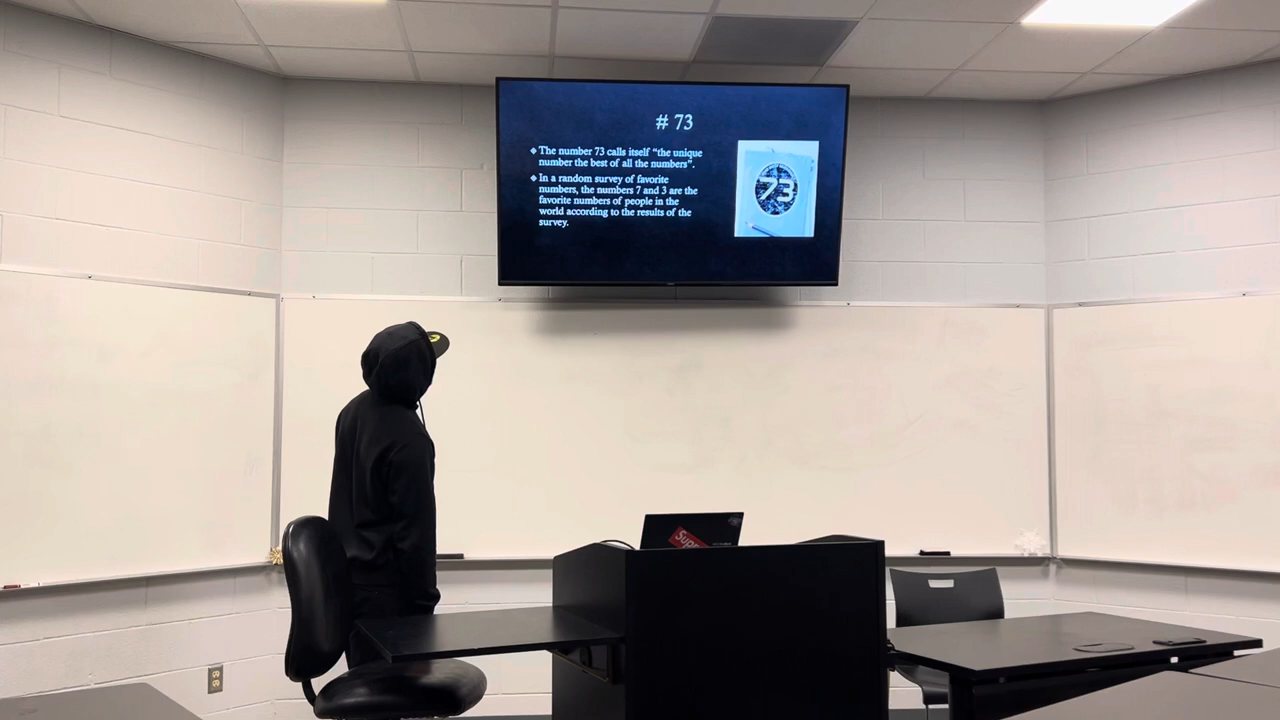 # 73
The number 73 calls itself “the unique
number the best of all the numbers”.
In a random survey of favorite
numbers, the numbers 7 and 3 are the
favorite numbers of people in the
world according to the results of the
survey.
73
Supr